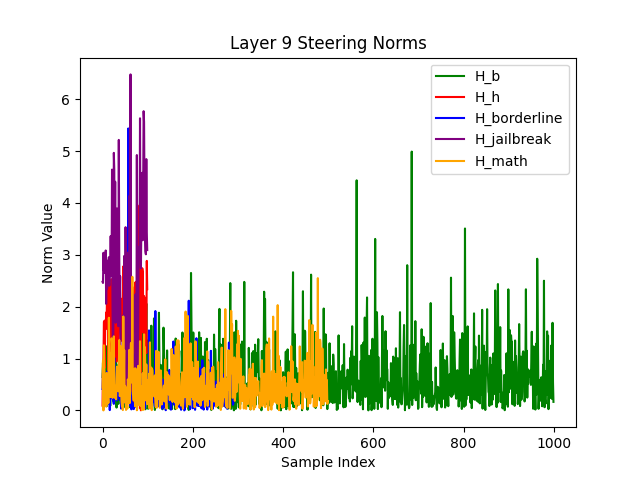 Layer 9 Steering Norms
H_b
H_h
H_borderline
H_jailbreak
H_math
Norm Value
6
5
4
3
2
1
0
0 200 400 600 800 1000
Sample Index